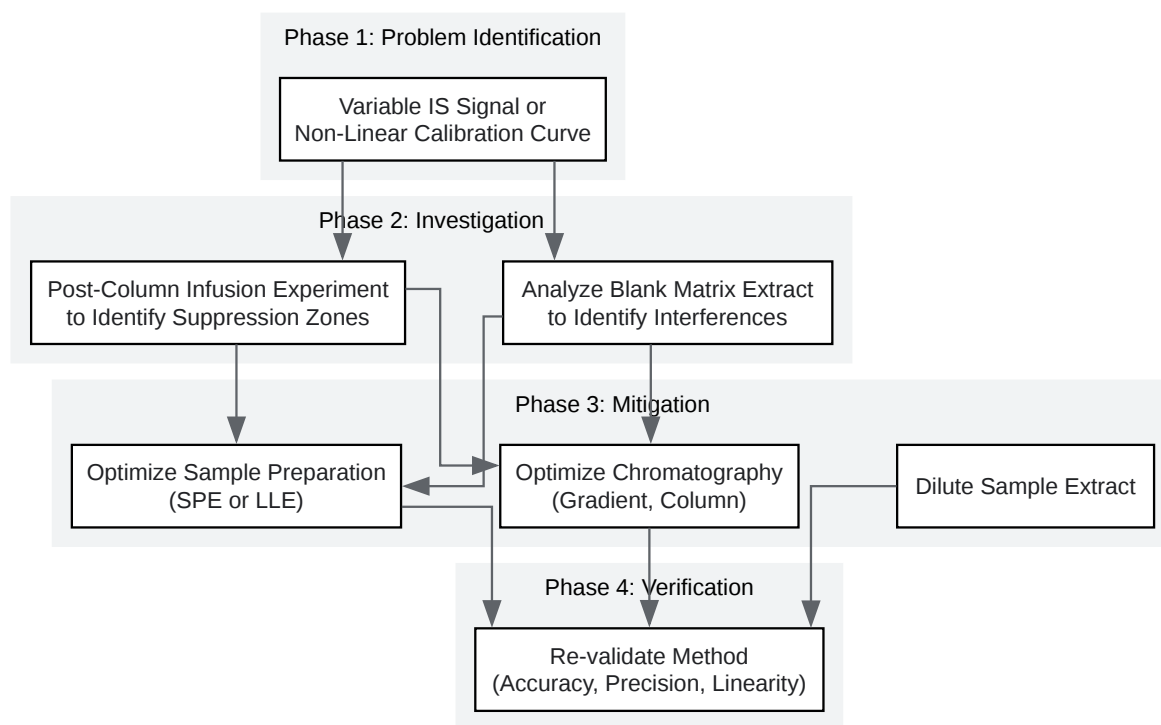 Phase 1: Problem Identification
Variable IS Signal or
Non-Linear Calibration Curve
Phase 2: Investigation
Post-Column Infusion Experiment
to Identify Suppression Zones
Analyze Blank Matrix Extract
to Identify Interferences
Phase 3: Mitigation
Optimize Sample Preparation
(SPE or LLE)
Optimize Chromatography
(Gradient, Column)
Dilute Sample Extract
Phase 4: Verification
Re-validate Method
(Accuracy, Precision, Linearity)